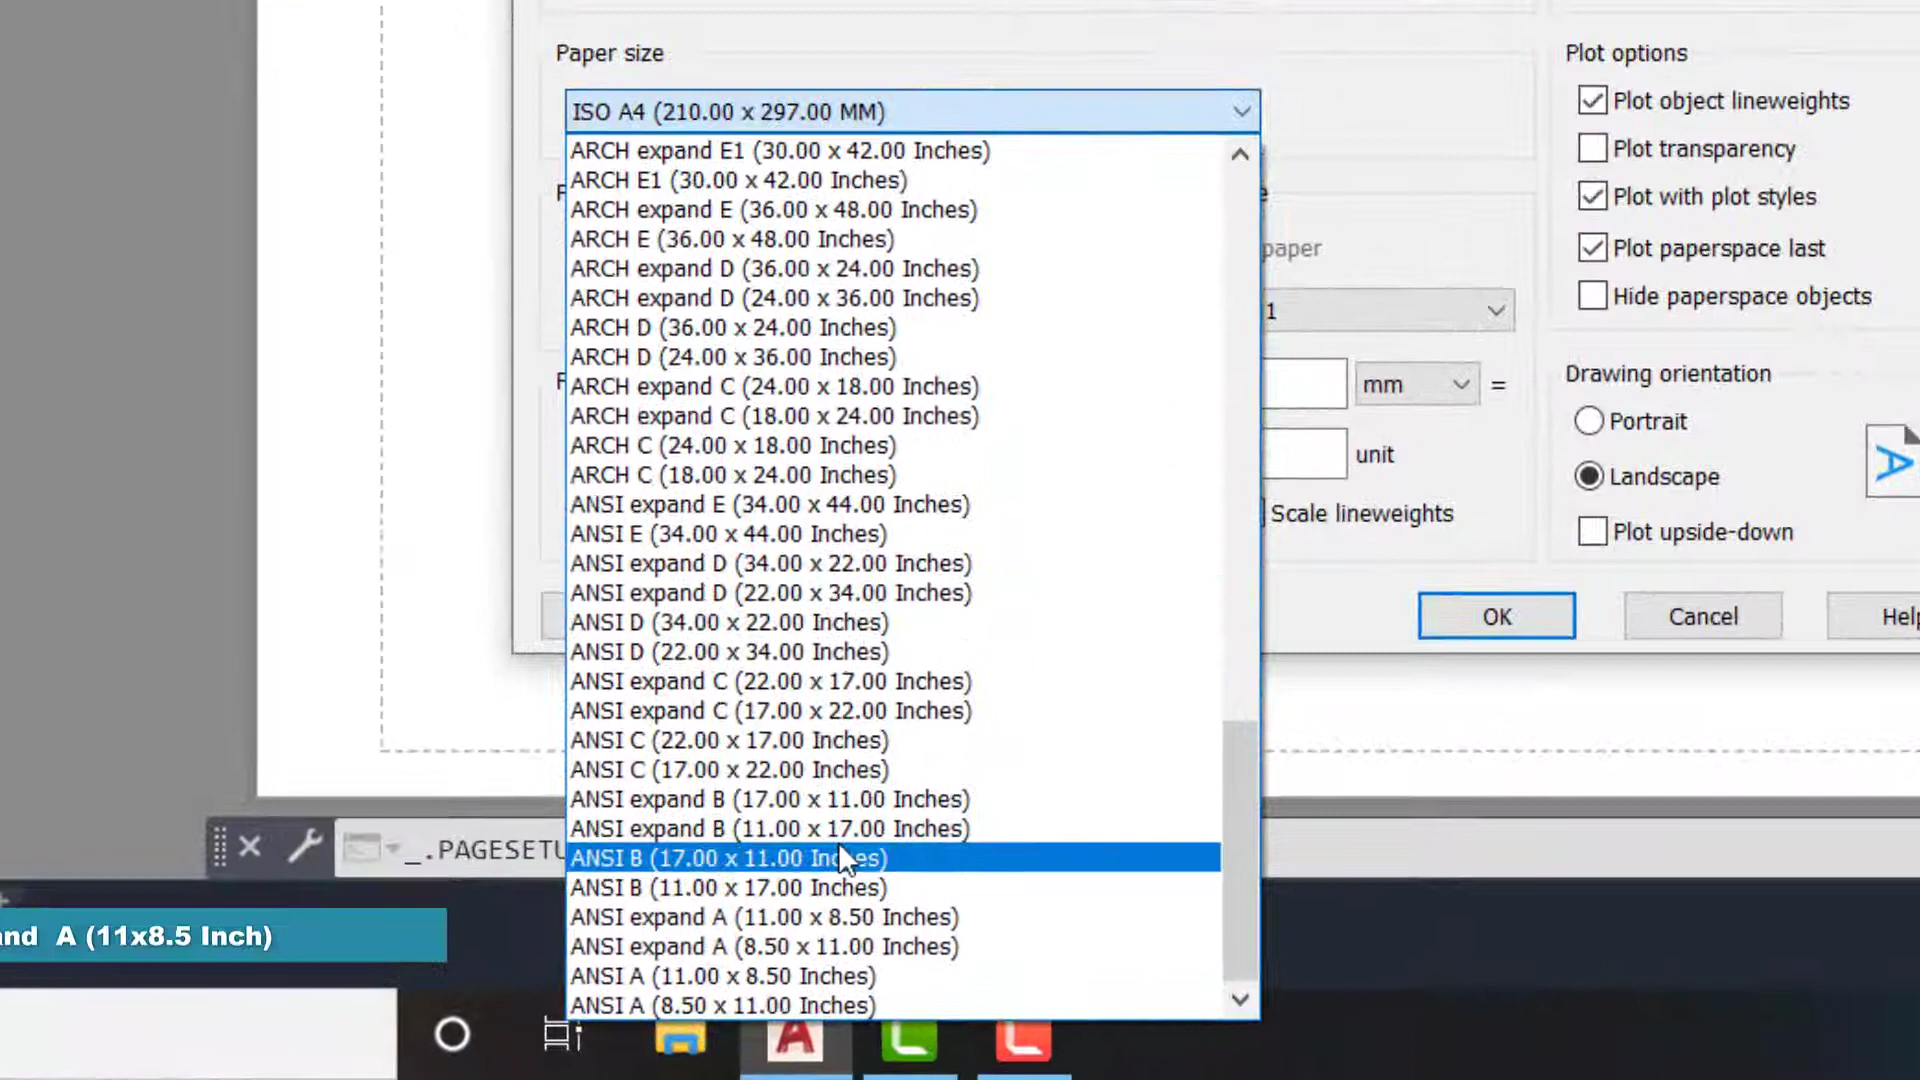 Paper size
ISO A4 (210.00 x 297.00 MM)
ARCH expand E1 (30.00 x 42.00 Inches)
ARCH E1 (30.00 x 42.00 Inches)
ARCH expand E (36.00 x 48.00 Inches)
ARCH E (36.00 x 48.00 Inches)
ARCH expand D (36.00 x 24.00 Inches)
ARCH expand D (24.00 x 36.00 Inches)
ARCH D (36.00 x 24.00 Inches)
ARCH D (24.00 x 36.00 Inches)
ARCH expand C (24.00 x 18.00 Inches)
ARCH expand C (18.00 x 24.00 Inches)
ARCH C (24.00 x 18.00 Inches)
ARCH C (18.00 x 24.00 Inches)
ANSI expand E (34.00 x 44.00 Inches)
ANSI E (34.00 x 44.00 Inches)
ANSI expand D (34.00 x 22.00 Inches)
ANSI expand D (22.00 x 34.00 Inches)
ANSI D (34.00 x 22.00 Inches)
ANSI D (22.00 x 34.00 Inches)
ANSI expand C (22.00 x 17.00 Inches)
ANSI expand C (17.00 x 22.00 Inches)
ANSI C (22.00 x 17.00 Inches)
ANSI C (17.00 x 22.00 Inches)
ANSI expand B (17.00 x 11.00 Inches)
ANSI expand B (11.00 x 17.00 Inches)
ANSI B (17.00 x 11.00 Inches)
ANSI B (11.00 x 17.00 Inches)
ANSI expand A (11.00 x 8.50 Inches)
ANSI expand A (8.50 x 11.00 Inches)
ANSI A (11.00 x 8.50 Inches)
ANSI A (8.50 x 11.00 Inches)
paper
1
mm =
unit
Scale lineweights
Plot options
Plot object lineweights
Plot transparency
Plot with plot styles
Plot paperspace last
Hide paperspace objects
Drawing orientation
Portrait
Landscape
A
Plot upside-down
OK
Cancel
Help
_.PAGESETU
and A (11x8.5 Inch)